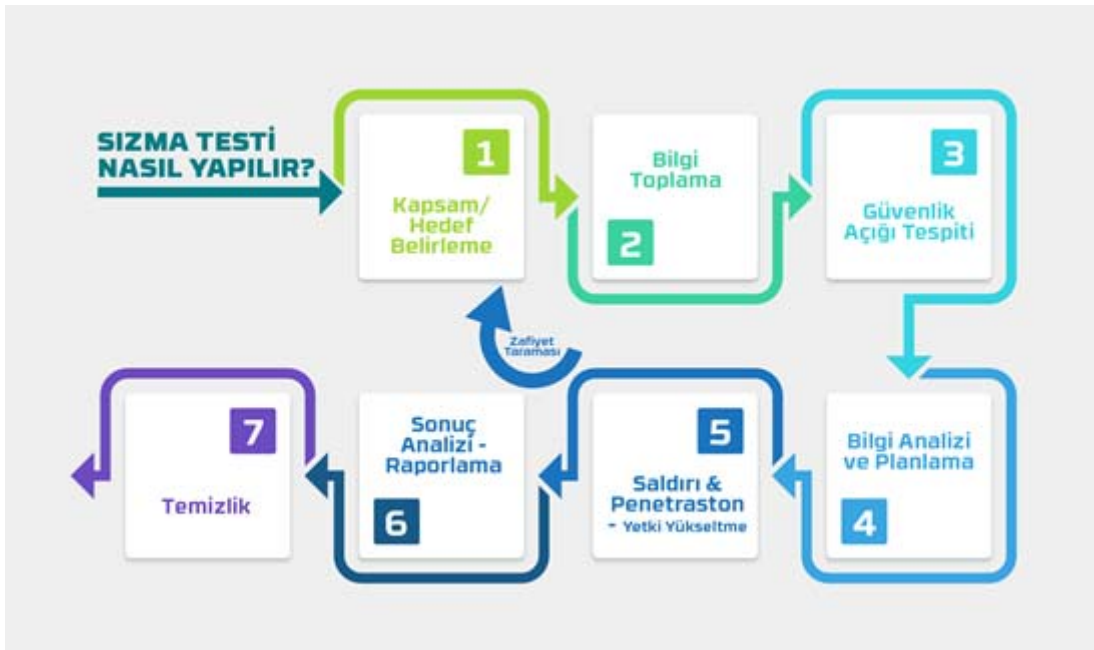 SIZMA TESTİ
NASIL YAPILIR?
1
Kapsam/
Hedef
Belirleme
Bilgi
Toplama
2
3
Güvenlik
Açığı Tespiti
Zafiyet
Taraması
7
Temizlik
Sonuç
Analizi -
Raporlama
6
5
Saldırı &
Penetraston
- Yetki Yükseltme
Bilgi Analizi
ve Planlama
4